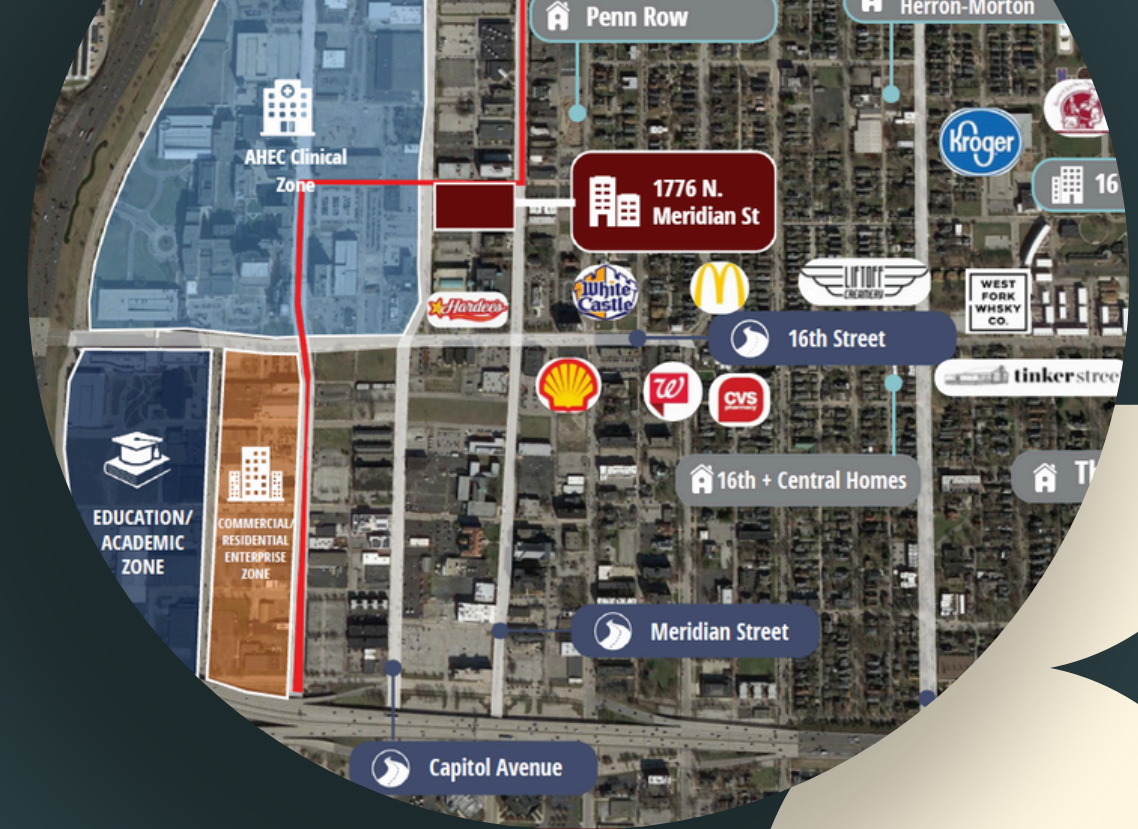 Penn Row
Herron-Morton
AHEC Clinical
Zone
Kroger
16
1776 N.
Meridian St
Hardee's
White
Castle
LIFTOFF
CREAMERY
WEST
FORK
WHSKY
CO.
16th Street
tinkerstree
W
CVS
pharmacy
16th + Central Homes
Th
EDUCATION/
ACADEMIC
ZONE
COMMERCIAL/
RESIDENTIAL
ENTERPRISE
ZONE
Meridian Street
Capitol Avenue